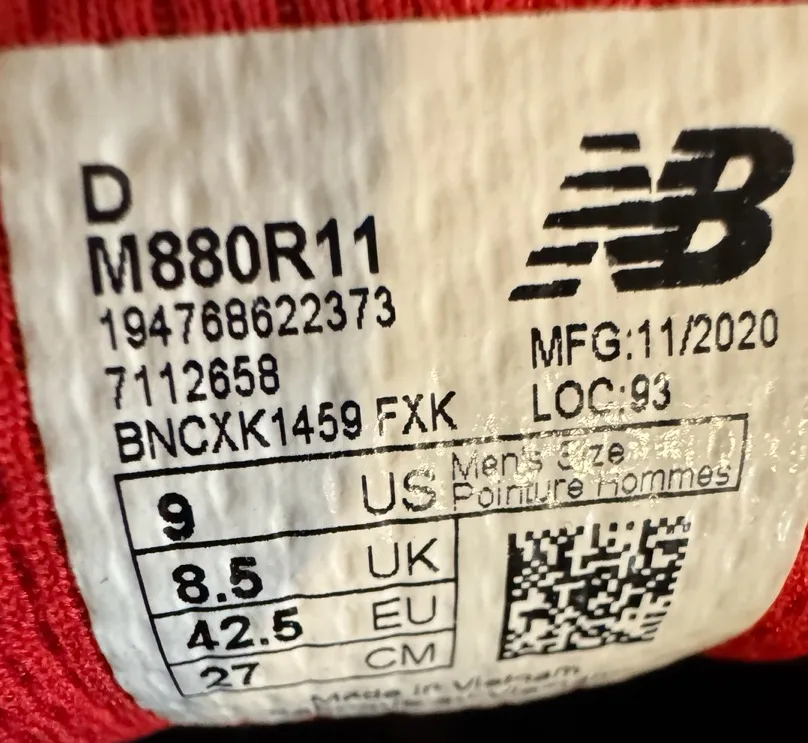 D
M880R11
194768622373
7112658
BNCXK1459 FXK
NB
MFG:11/2020
LOC:93
9 US Men's Size
Pointure Hommes
8.5 UK
42.5 EU
27 CM
Made in Vietnam